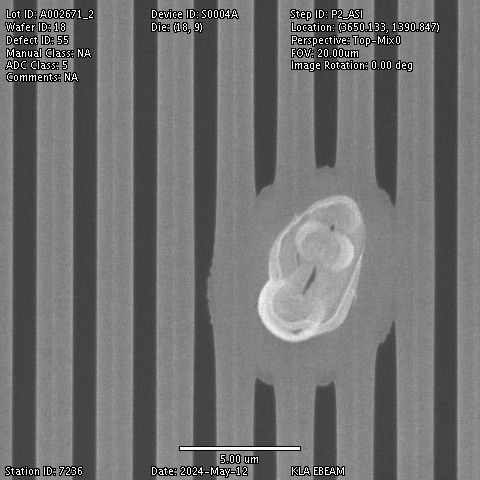 Lot ID: A002671_2
Wafer ID: 18
Defect ID: 55
Manual Class: NA
ADC Class: 5
Comments: NA
Device ID: S0004A
Die: (18, 9)
Step ID: P2_ASI
Location: (3650.133, 1390.847)
Perspective: Top-Mix0
FOV: 20.00um
Image Rotation: 0.00 deg
5.00 um
Station ID: 7236
Date: 2024-May-12
KLA EBEAM